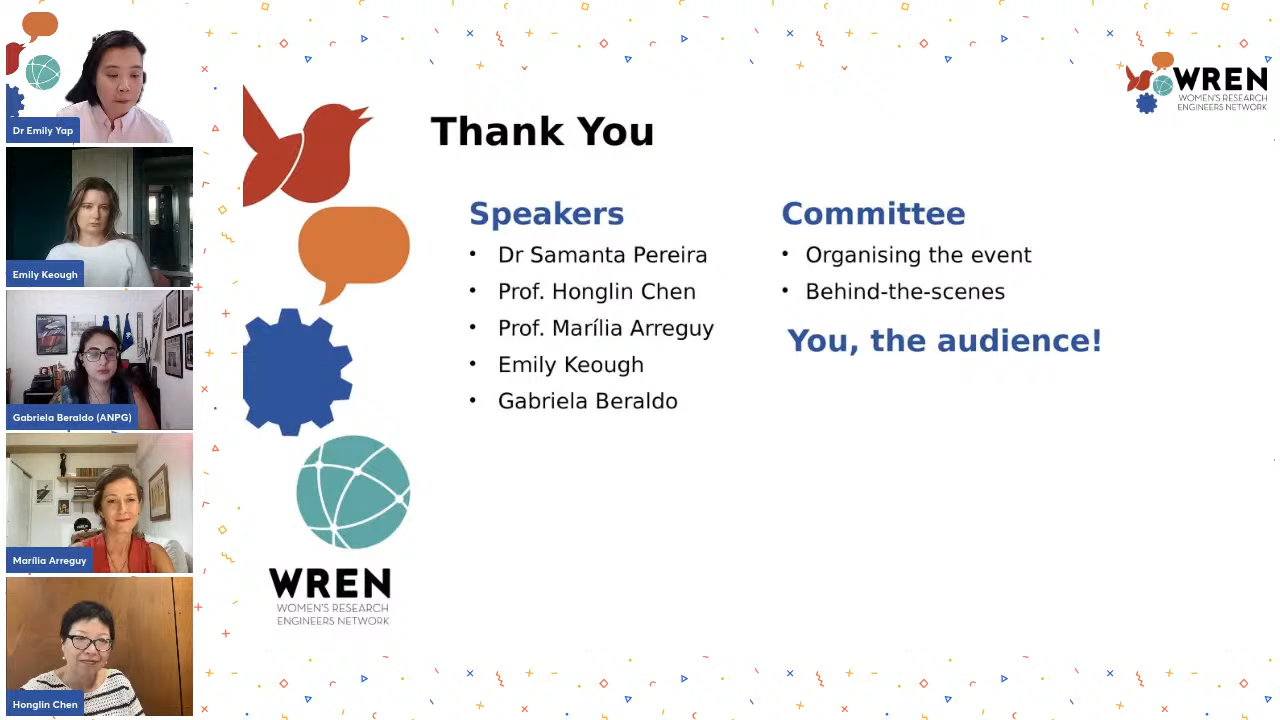 Dr Emily Yap
Emily Keough
Gabriela Beraldo (ANPG)
Marília Arreguy
Honglin Chen
WREN
WOMEN'S RESEARCH
ENGINEERS NETWORK
Thank You
Speakers
• Dr Samanta Pereira
• Prof. Honglin Chen
• Prof. Marília Arreguy
• Emily Keough
• Gabriela Beraldo
Committee
• Organising the event
• Behind-the-scenes
You, the audience!
WREN
WOMEN'S RESEARCH
ENGINEERS NETWORK